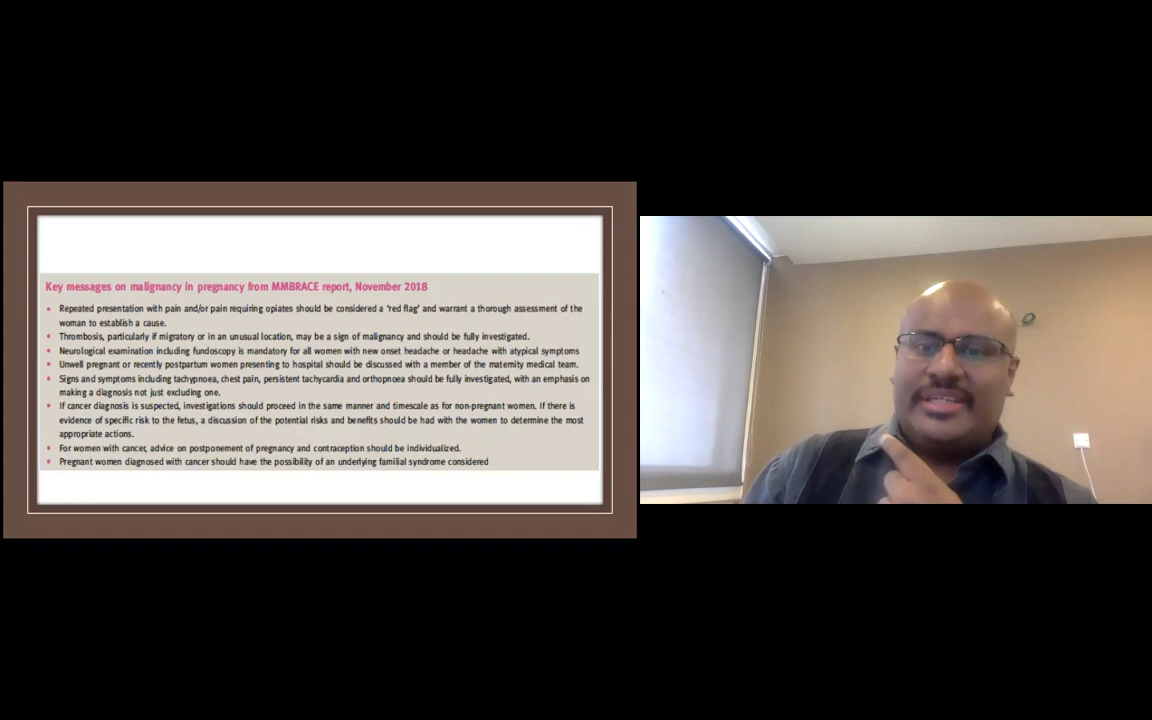 Key messages on malignancy in pregnancy from MMBRACE report, November 2018
• Repeated presentation with pain and/or pain requiring opiates should be considered a 'red flag' and warrant a thorough assessment of the
woman to establish a cause.
• Thrombosis, particularly if migratory or in an unusual location, may be a sign of malignancy and should be fully investigated.
• Neurological examination including fundoscopy is mandatory for all women with new onset headache or headache with atypical symptoms
• Unwell pregnant or recently postpartum women presenting to hospital should be discussed with a member of the maternity medical team.
• Signs and symptoms including tachypnoea, chest pain, persistent tachycardia and orthopnoea should be fully investigated, with an emphasis on
making a diagnosis not just excluding one.
• If cancer diagnosis is suspected, investigations should proceed in the same manner and timescale as for non-pregnant women. If there is
evidence of specific risk to the fetus, a discussion of the potential risks and benefits should be had with the women to determine the most
appropriate actions.
• For women with cancer, advice on postponement of pregnancy and contraception should be individualized.
• Pregnant women diagnosed with cancer should have the possibility of an underlying familial syndrome considered